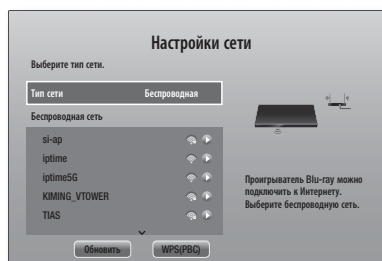 Настройки сети
Выберите тип сети.
Тип сети Беспроводная
Беспроводная сеть
si-ap
iptime
iptime5G
KIMING_VTOWER
TIAS
Проигрыватель Blu-ray можно
подключить к Интернету.
Выберите беспроводную сеть.
Обновить WPS(PBC)